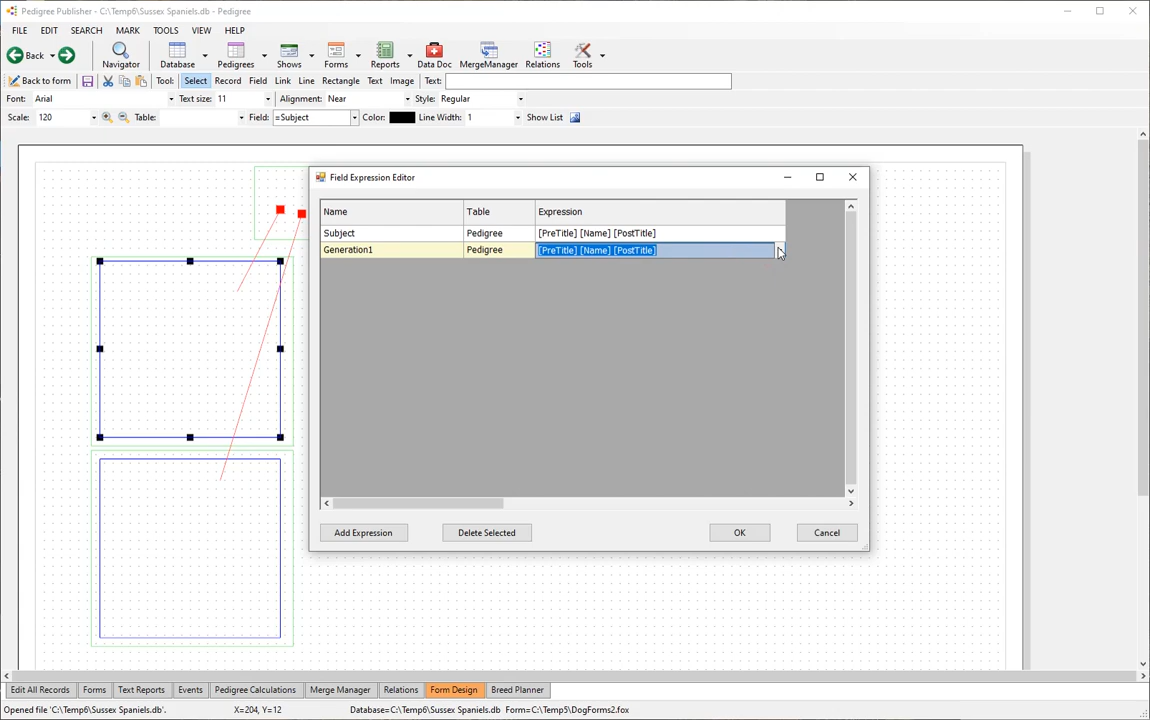 Pedigree Publisher - C:\Temp6\Sussex Spaniels.db - Pedigree
FILE EDIT SEARCH MARK TOOLS VIEW HELP
Back Navigator Database Pedigrees Shows Forms Reports Data Doc MergeManager Relations Tools
Back to form Tool: Select Record Field Link Line Rectangle Text Image Text:
Font: Arial Text size: 11 Alignment: Near Style: Regular
Scale: 120 Table: Field: =Subject Color: Line Width: 1 Show List
Field Expression Editor
Name Table Expression
Subject Pedigree [PreTitle] [Name] [PostTitle]
Generation1 Pedigree [PreTitle] [Name] [PostTitle]
Add Expression Delete Selected OK Cancel
Edit All Records Forms Text Reports Events Pedigree Calculations Merge Manager Relations Form Design Breed Planner
Opened file 'C:\Temp6\Sussex Spaniels.db'. X=204, Y=12 Database=C:\Temp6\Sussex Spaniels.db Form=C:\Temp5\DogForms2.fox